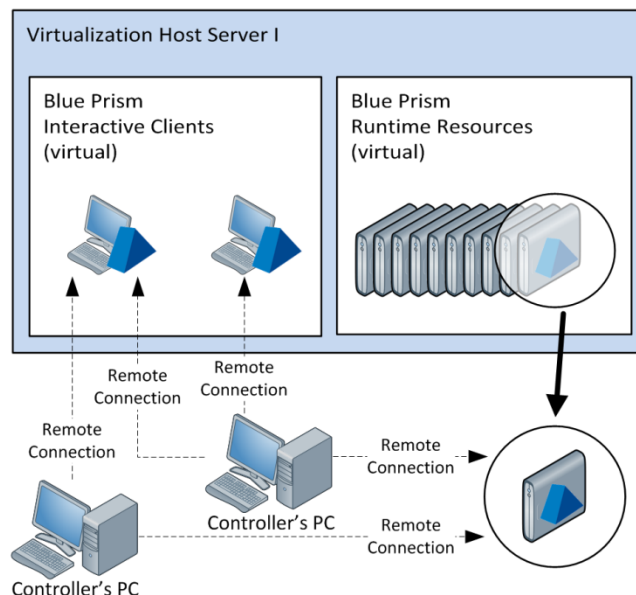 Virtualization Host Server I
Blue Prism
Interactive Clients
(virtual)
Blue Prism
Runtime Resources
(virtual)
Remote
Connection
Remote
Connection
Remote
Connection
Remote
Connection
Controller's PC
Remote
Connection
Controller's PC